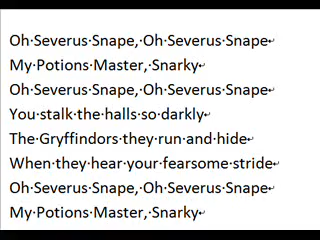 Oh Severus Snape, Oh Severus Snape
My Potions Master, Snarky
Oh Severus Snape, Oh Severus Snape
You stalk the halls so darkly
The Gryffindors they run and hide
When they hear your fearsome stride
Oh Severus Snape, Oh Severus Snape
My Potions Master, Snarky